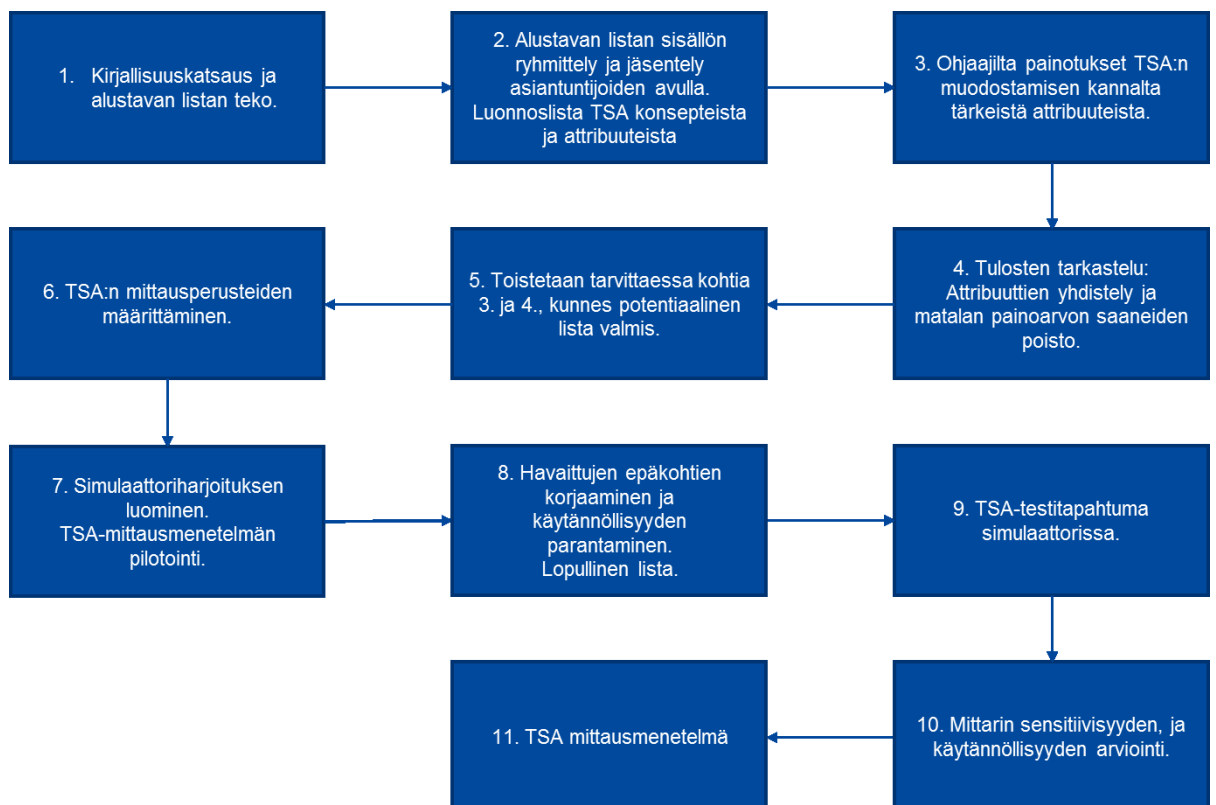 1. Kirjallisuuskatsaus ja
alustavan listan teko.
2. Alustavan listan sisällön
ryhmittely ja jäsentely
asiantuntijoiden avulla.
Luonnoslista TSA konsepteista
ja attribuuteista
3. Ohjaajilta painotukset TSA:n
muodostamisen kannalta
tärkeistä attribuuteista.
4. Tulosten tarkastelu:
Attribuuttien yhdistely ja
matalan painoarvon saaneiden
poisto.
5. Toistetaan tarvittaessa kohtia
3. ja 4., kunnes potentiaalinen
lista valmis.
6. TSA:n mittausperusteiden
määrittäminen.
7. Simulaattoriharjoituksen
luominen.
TSA-mittausmenetelmän
pilotointi.
8. Havaittujen epäkohtien
korjaaminen ja
käytännöllisyyden
parantaminen.
Lopullinen lista.
9. TSA-testitapahtuma
simulaattorissa.
10. Mittarin sensitiivisyyden, ja
käytännöllisyyden arviointi.
11. TSA mittausmenetelmä